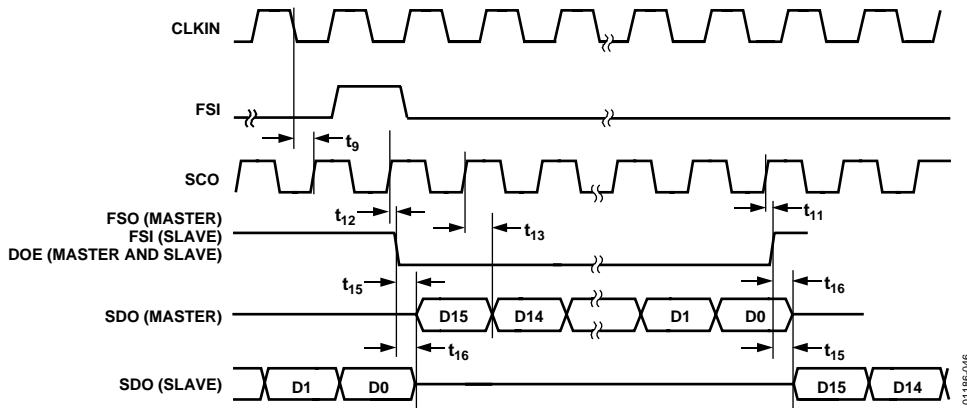 CLKIN
FSI
t9
SCO
t12
t13
t11
FSO (MASTER)
FSI (SLAVE)
DOE (MASTER AND SLAVE)
t15
t16
SDO (MASTER)
D15
D14
D1
D0
t16
t15
SDO (SLAVE)
D1
D0
D15
D14
01186-046